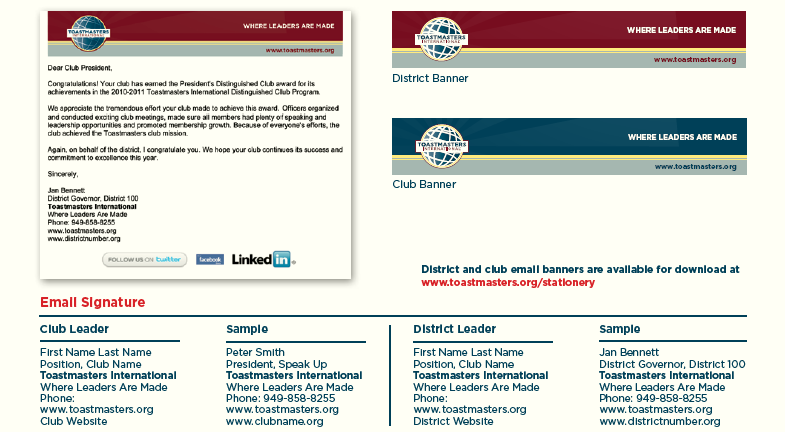 TOASTMASTERS
INTERNATIONAL
WHERE LEADERS ARE MADE
www.toastmasters.org
Dear Club President,
Congratulations! Your club has earned the President's Distinguished Club award for its
achievements in the 2010-2011 Toastmasters International Distinguished Club Program.
We appreciate the tremendous effort your club made to achieve this award. Officers organized
and conducted exciting club meetings, made sure all members had plenty of speaking and
leadership opportunities and promoted membership growth. Because of everyone's efforts, the
club achieved the Toastmasters club mission.
Again, on behalf of the district, I congratulate you. We hope your club continues its success and
commitment to excellence this year.
Sincerely,
Jan Bennett
District Governor, District 100
Toastmasters International
Where Leaders Are Made
Phone: 949-858-8255
www.toastmasters.org
www.districtnumber.org
FOLLOW US ON twitter
facebook
Linked in
TOASTMASTERS
INTERNATIONAL
WHERE LEADERS ARE MADE
www.toastmasters.org
District Banner
TOASTMASTERS
INTERNATIONAL
WHERE LEADERS ARE MADE
www.toastmasters.org
Club Banner
District and club email banners are available for download at
www.toastmasters.org/stationery
Email Signature
Club Leader
First Name Last Name
Position, Club Name
Toastmasters International
Where Leaders Are Made
Phone:
www.toastmasters.org
Club Website
Sample
Peter Smith
President, Speak Up
Toastmasters International
Where Leaders Are Made
Phone: 949-858-8255
www.toastmasters.org
www.clubname.org
District Leader
First Name Last Name
Position, Club Name
Toastmasters International
Where Leaders Are Made
Phone:
www.toastmasters.org
District Website
Sample
Jan Bennett
District Governor, District 100
Toastmasters International
Where Leaders Are Made
Phone: 949-858-8255
www.toastmasters.org
www.districtnumber.org